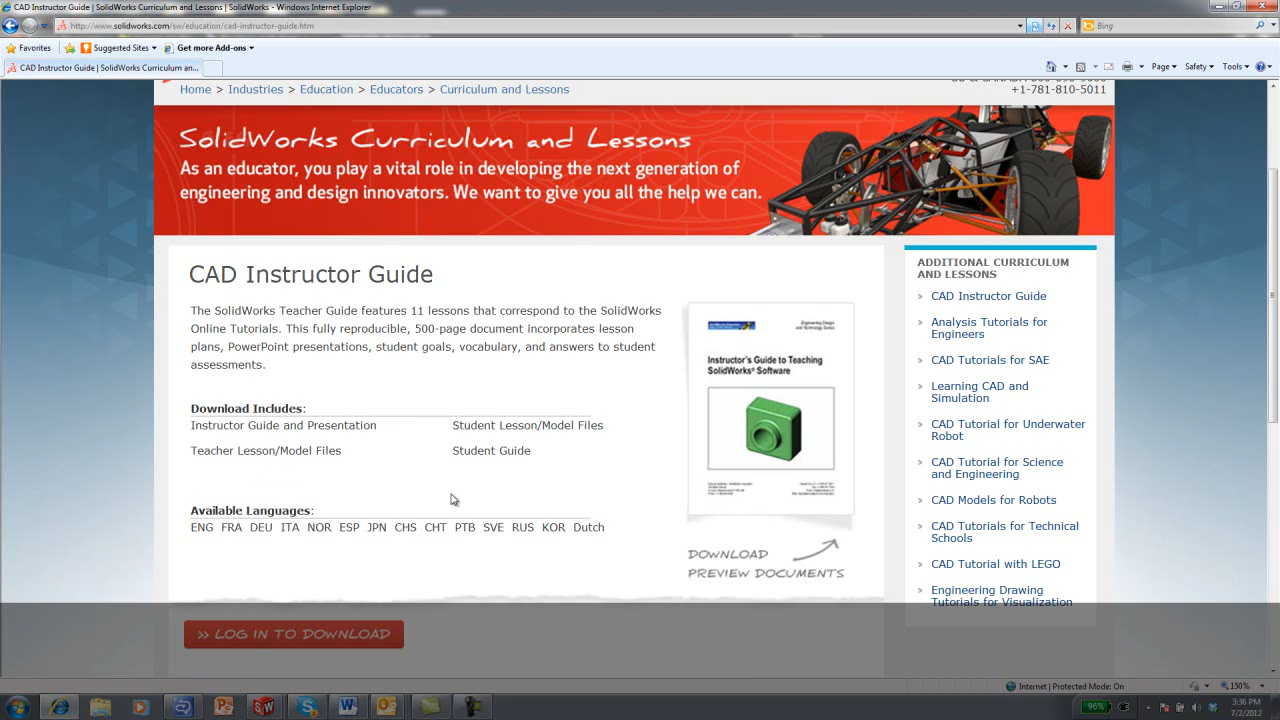 CAD Instructor Guide | SolidWorks Curriculum and Lessons | SolidWorks - Windows Internet Explorer
http://www.solidworks.com/sw/education/cad-instructor-guide.htm
Bing
Favorites
Suggested Sites
Get more Add-ons
CAD Instructor Guide | SolidWorks Curriculum an...
Page
Safety
Tools
Home > Industries > Education > Educators > Curriculum and Lessons
+1-781-810-5011
SolidWorks Curriculum and Lessons
As an educator, you play a vital role in developing the next generation of
engineering and design innovators. We want to give you all the help we can.
CAD Instructor Guide
The SolidWorks Teacher Guide features 11 lessons that correspond to the SolidWorks
Online Tutorials. This fully reproducible, 500-page document incorporates lesson
plans, PowerPoint presentations, student goals, vocabulary, and answers to student
assessments.
Download Includes:
Instructor Guide and Presentation
Student Lesson/Model Files
Teacher Lesson/Model Files
Student Guide
Available Languages:
ENG FRA DEU ITA NOR ESP JPN CHS CHT PTB SVE RUS KOR Dutch
Engineering Design
and Technology Series
Instructor's Guide to Teaching
SolidWorks® Software
DOWNLOAD
PREVIEW DOCUMENTS
>> LOG IN TO DOWNLOAD
ADDITIONAL CURRICULUM
AND LESSONS
CAD Instructor Guide
Analysis Tutorials for
Engineers
CAD Tutorials for SAE
Learning CAD and
Simulation
CAD Tutorial for Underwater
Robot
CAD Tutorial for Science
and Engineering
CAD Models for Robots
CAD Tutorials for Technical
Schools
CAD Tutorial with LEGO
Engineering Drawing
Tutorials for Visualization
Internet | Protected Mode: On
150%
96%
3:36 PM
7/2/2012